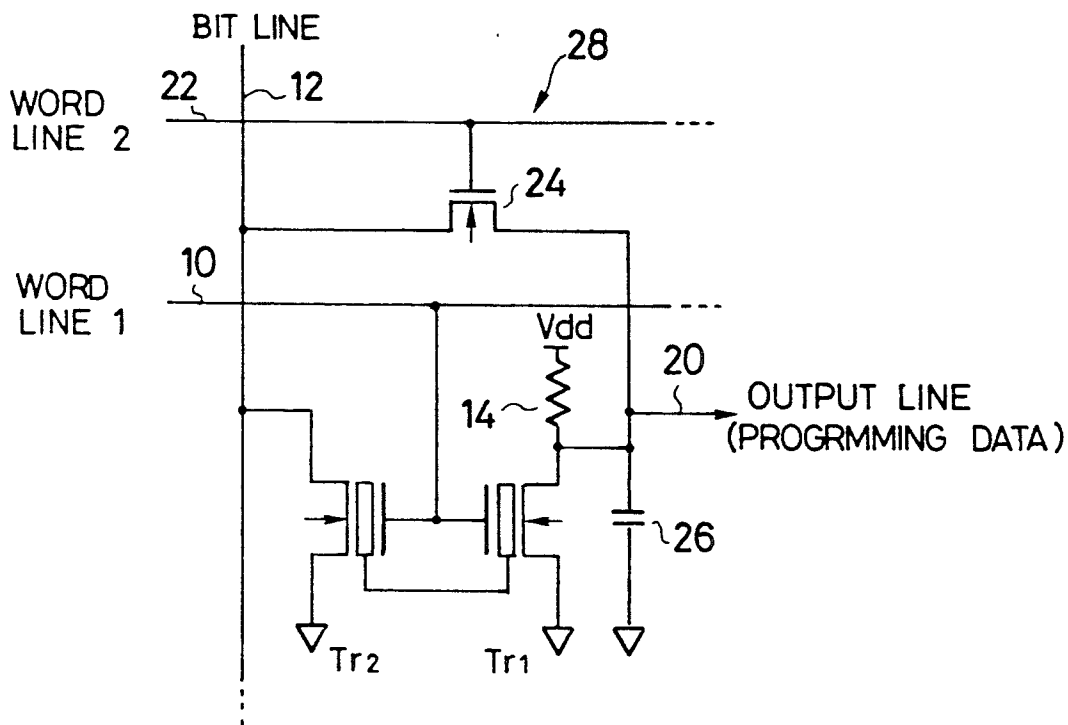 BIT LINE
28
22
12
WORD
LINE 2
24
10
WORD
LINE 1
Vdd
20
14
OUTPUT LINE
(PROGRMMING DATA)
26
Tr2
Tr1